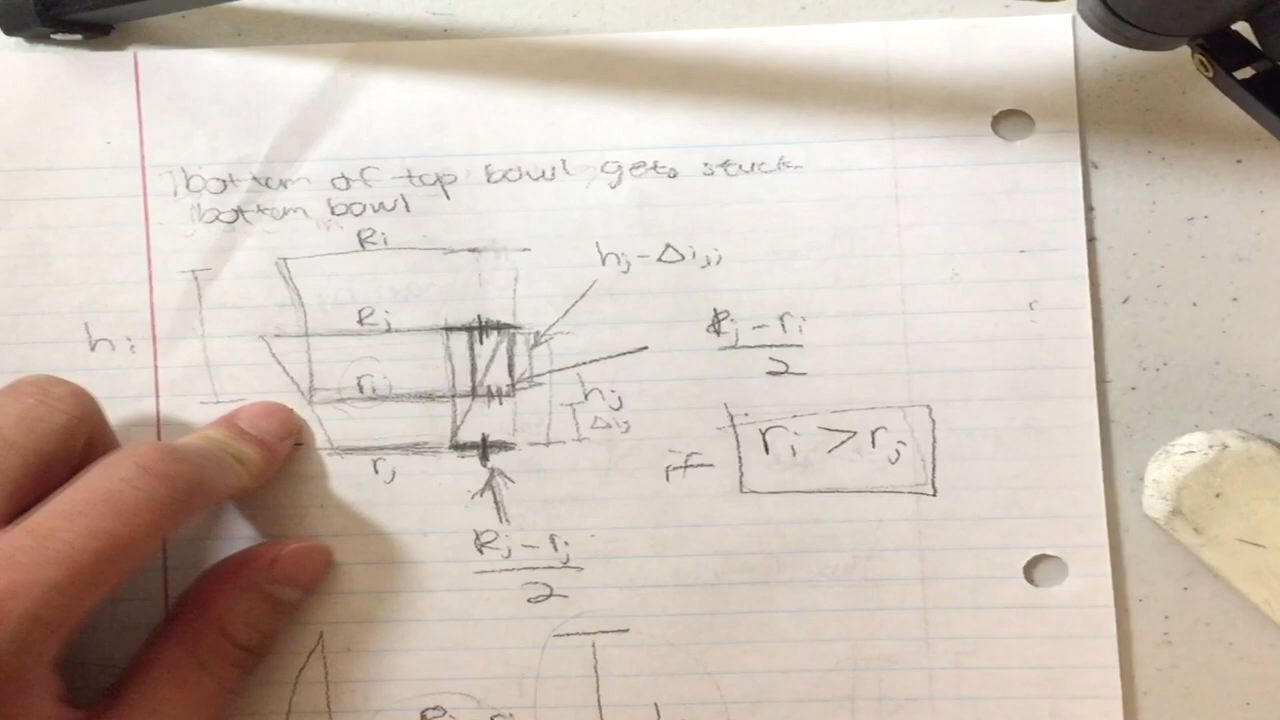 bottom of top bowl gets stuck
bottom bowl
Ri
hj - Δi,j
Rj
Rj - ri
2
hi
ri
hj
Δij
rj
if
ri > rj
Rj - rj
2